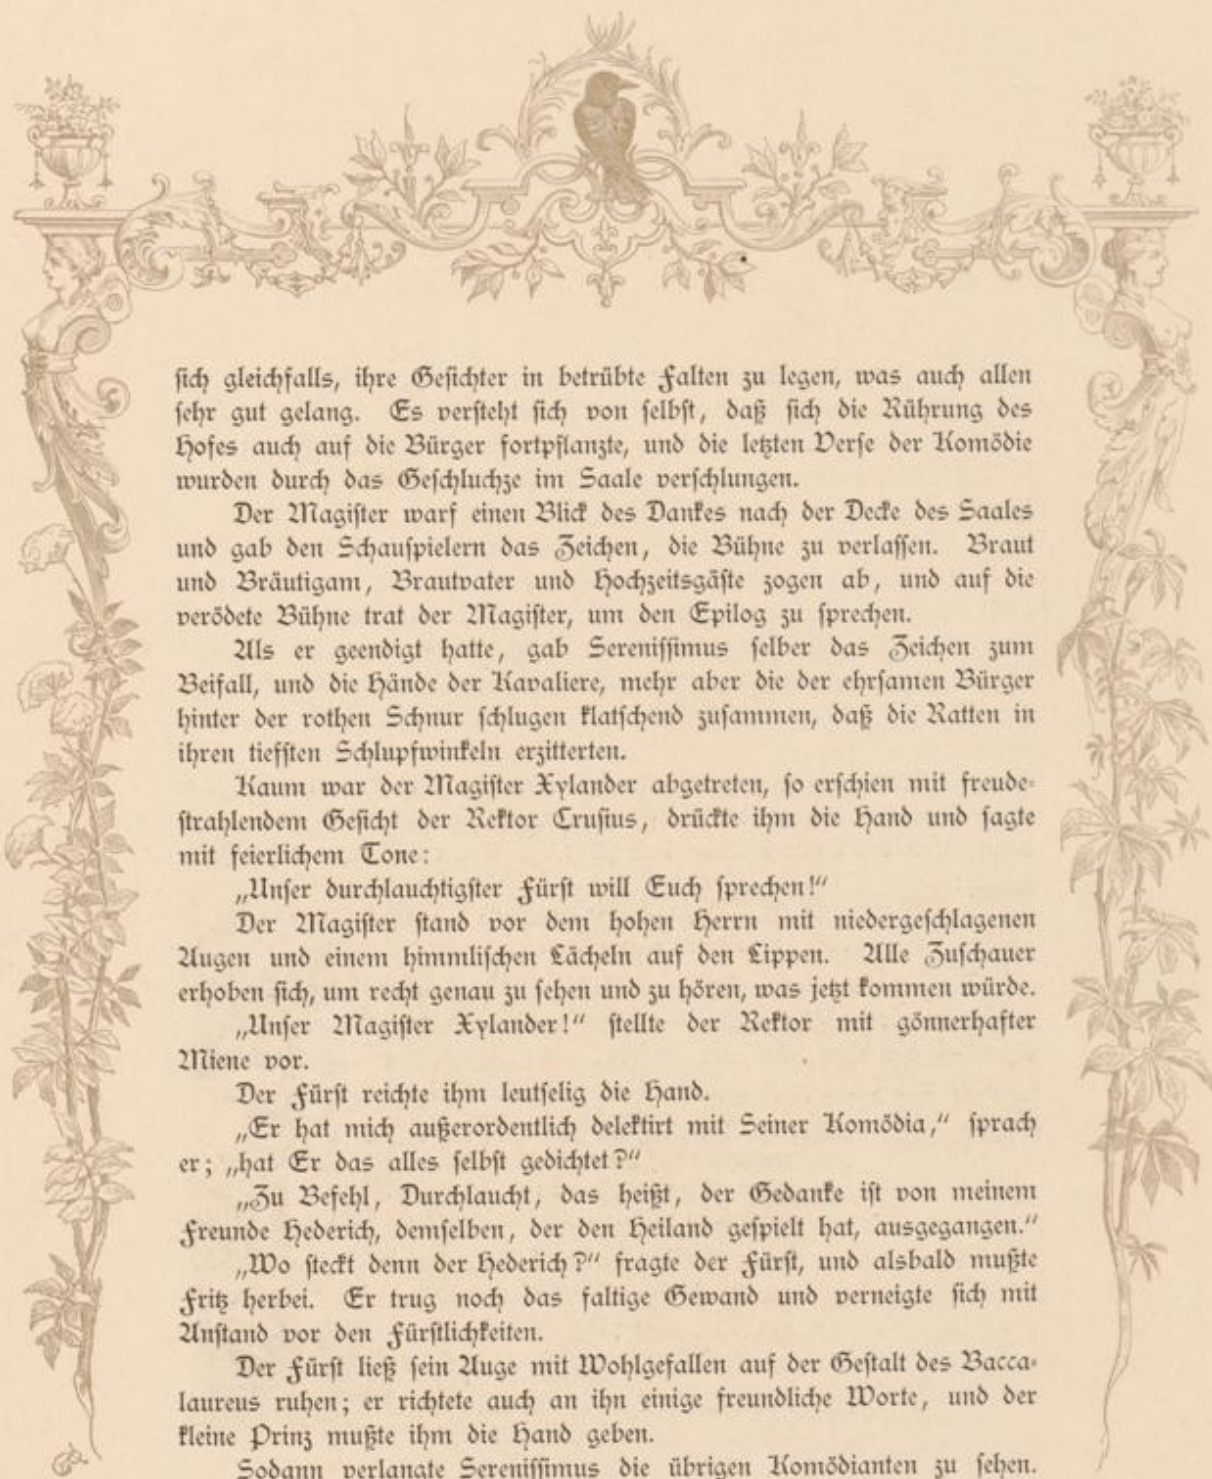 sich gleichfalls, ihre Gesichter in betrübte Falten zu legen, was auch allen
sehr gut gelang. Es versteht sich von selbst, daß sich die Rührung des
Hofes auch auf die Bürger fortpflanzte, und die letzten Verse der Komödie
wurden durch das Geschluchze im Saale verschlungen.
Der Magister warf einen Blick des Dankes nach der Decke des Saales
und gab den Schauspielern das Zeichen, die Bühne zu verlassen. Braut
und Bräutigam, Brautvater und Hochzeitsgäste zogen ab, und auf die
verödete Bühne trat der Magister, um den Epilog zu sprechen.
Als er geendigt hatte, gab Serenissimus selber das Zeichen zum
Beifall, und die Hände der Kavaliere, mehr aber die der ehrsamen Bürger
hinter der rothen Schnur schlugen klatschend zusammen, daß die Ratten in
ihren tiefsten Schlupfwinkeln erzitterten.
Kaum war der Magister Xylander abgetreten, so erschien mit freude-
strahlendem Gesicht der Rektor Crusius, drückte ihm die Hand und sagte
mit feierlichem Tone:
„Unser durchlauchtigster Fürst will Euch sprechen!“
Der Magister stand vor dem hohen Herrn mit niedergeschlagenen
Augen und einem himmlischen Lächeln auf den Lippen. Alle Zuschauer
erhoben sich, um recht genau zu sehen und zu hören, was jetzt kommen würde.
„Unser Magister Xylander!“ stellte der Rektor mit gönnerhafter
Miene vor.
Der Fürst reichte ihm leutselig die Hand.
„Er hat mich außerordentlich delektirt mit Seiner Komödia,“ sprach
er; „hat Er das alles selbst gedichtet?“
„Zu Befehl, Durchlaucht, das heißt, der Gedanke ist von meinem
Freunde Hederich, demselben, der den Heiland gespielt hat, ausgegangen.“
„Wo steckt denn der Hederich?“ fragte der Fürst, und alsbald mußte
Fritz herbei. Er trug noch das faltige Gewand und verneigte sich mit
Anstand vor den Fürstlichkeiten.
Der Fürst ließ sein Auge mit Wohlgefallen auf der Gestalt des Bacca-
laureus ruhen; er richtete auch an ihn einige freundliche Worte, und der
kleine Prinz mußte ihm die Hand geben.
Sodann verlangte Serenissimus die übrigen Komödianten zu sehen.